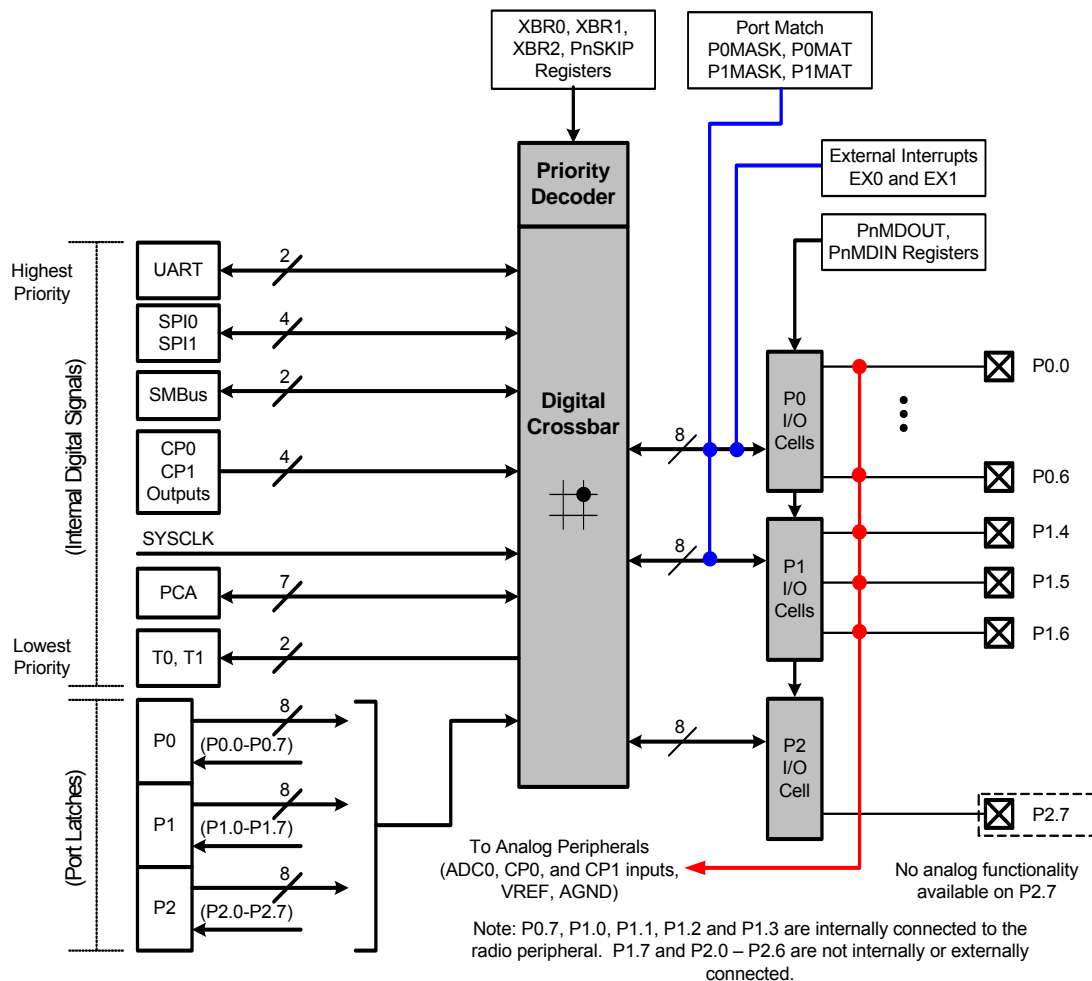 XBR0, XBR1,
XBR2, PnSKIP
Registers
Port Match
P0MASK, P0MAT
P1MASK, P1MAT
External Interrupts
EX0 and EX1
Priority
Decoder
PnMDOUT,
PnMDIN Registers
Highest
Priority
(Internal Digital Signals)
UART
2
SPI0
SPI1
4
SMBus
2
CP0
CP1
Outputs
4
SYSCLK
PCA
7
Lowest
Priority
T0, T1
2
Digital
Crossbar
8
P0
I/O
Cells
P0.0
P0.6
8
P1
I/O
Cells
P1.4
P1.5
P1.6
8
P2
I/O
Cell
P2.7
(Port Latches)
P0
8
(P0.0-P0.7)
P1
8
(P1.0-P1.7)
P2
8
(P2.0-P2.7)
To Analog Peripherals
(ADC0, CP0, and CP1 inputs,
VREF, AGND)
No analog functionality
available on P2.7
Note: P0.7, P1.0, P1.1, P1.2 and P1.3 are internally connected to the
radio peripheral. P1.7 and P2.0 – P2.6 are not internally or externally
connected.